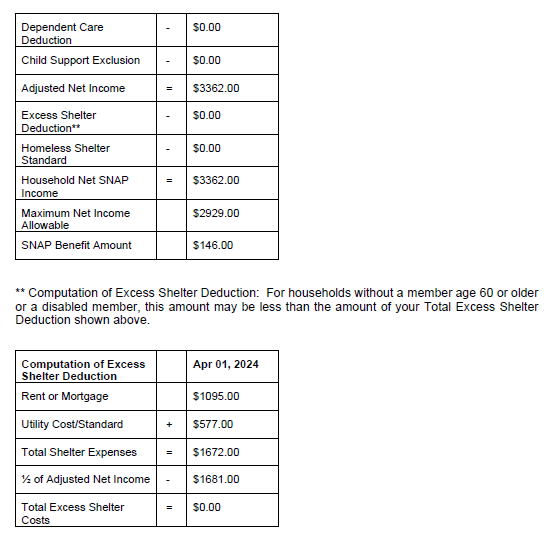 Dependent Care - $0.00
Deduction
Child Support Exclusion - $0.00
Adjusted Net Income = $3362.00
Excess Shelter - $0.00
Deduction**
Homeless Shelter - $0.00
Standard
Household Net SNAP = $3362.00
Income
Maximum Net Income $2929.00
Allowable
SNAP Benefit Amount $146.00
** Computation of Excess Shelter Deduction: For households without a member age 60 or older
or a disabled member, this amount may be less than the amount of your Total Excess Shelter
Deduction shown above.
Computation of Excess Apr 01, 2024
Shelter Deduction
Rent or Mortgage $1095.00
Utility Cost/Standard + $577.00
Total Shelter Expenses = $1672.00
½ of Adjusted Net Income - $1681.00
Total Excess Shelter = $0.00
Costs